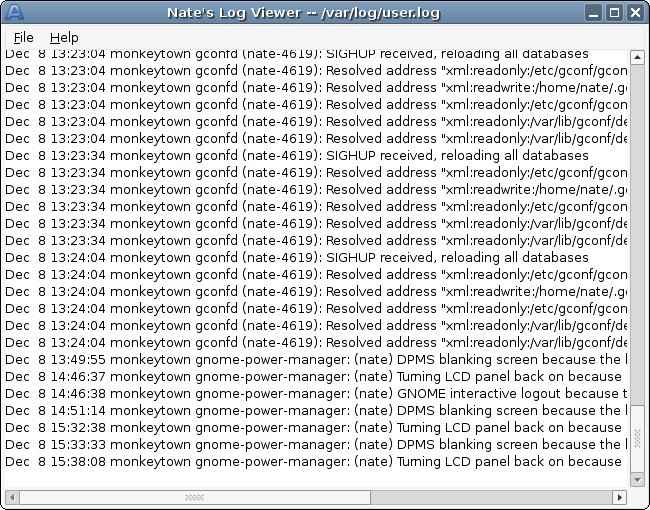 Nate's Log Viewer -- /var/log/user.log
File Help
Dec 8 13:23:04 monkeytown gconfd (nate-4619): SIGHUP received, reloading all databases
Dec 8 13:23:04 monkeytown gconfd (nate-4619): Resolved address "xml:readonly:/etc/gconf/gcon
Dec 8 13:23:04 monkeytown gconfd (nate-4619): Resolved address "xml:readwrite:/home/nate/.gc
Dec 8 13:23:04 monkeytown gconfd (nate-4619): Resolved address "xml:readonly:/etc/gconf/gcon
Dec 8 13:23:04 monkeytown gconfd (nate-4619): Resolved address "xml:readonly:/var/lib/gconf/de
Dec 8 13:23:04 monkeytown gconfd (nate-4619): Resolved address "xml:readonly:/var/lib/gconf/de
Dec 8 13:23:34 monkeytown gconfd (nate-4619): SIGHUP received, reloading all databases
Dec 8 13:23:34 monkeytown gconfd (nate-4619): Resolved address "xml:readonly:/etc/gconf/gcon
Dec 8 13:23:34 monkeytown gconfd (nate-4619): Resolved address "xml:readwrite:/home/nate/.gc
Dec 8 13:23:34 monkeytown gconfd (nate-4619): Resolved address "xml:readonly:/etc/gconf/gcon
Dec 8 13:23:34 monkeytown gconfd (nate-4619): Resolved address "xml:readonly:/var/lib/gconf/de
Dec 8 13:23:34 monkeytown gconfd (nate-4619): Resolved address "xml:readonly:/var/lib/gconf/de
Dec 8 13:24:04 monkeytown gconfd (nate-4619): SIGHUP received, reloading all databases
Dec 8 13:24:04 monkeytown gconfd (nate-4619): Resolved address "xml:readonly:/etc/gconf/gcon
Dec 8 13:24:04 monkeytown gconfd (nate-4619): Resolved address "xml:readwrite:/home/nate/.gc
Dec 8 13:24:04 monkeytown gconfd (nate-4619): Resolved address "xml:readonly:/etc/gconf/gcon
Dec 8 13:24:04 monkeytown gconfd (nate-4619): Resolved address "xml:readonly:/var/lib/gconf/de
Dec 8 13:24:04 monkeytown gconfd (nate-4619): Resolved address "xml:readonly:/var/lib/gconf/de
Dec 8 13:49:55 monkeytown gnome-power-manager: (nate) DPMS blanking screen because the
Dec 8 14:46:37 monkeytown gnome-power-manager: (nate) Turning LCD panel back on because
Dec 8 14:46:38 monkeytown gnome-power-manager: (nate) GNOME interactive logout because
Dec 8 14:51:14 monkeytown gnome-power-manager: (nate) DPMS blanking screen because the
Dec 8 15:32:38 monkeytown gnome-power-manager: (nate) Turning LCD panel back on because
Dec 8 15:33:33 monkeytown gnome-power-manager: (nate) DPMS blanking screen because the
Dec 8 15:38:08 monkeytown gnome-power-manager: (nate) Turning LCD panel back on because